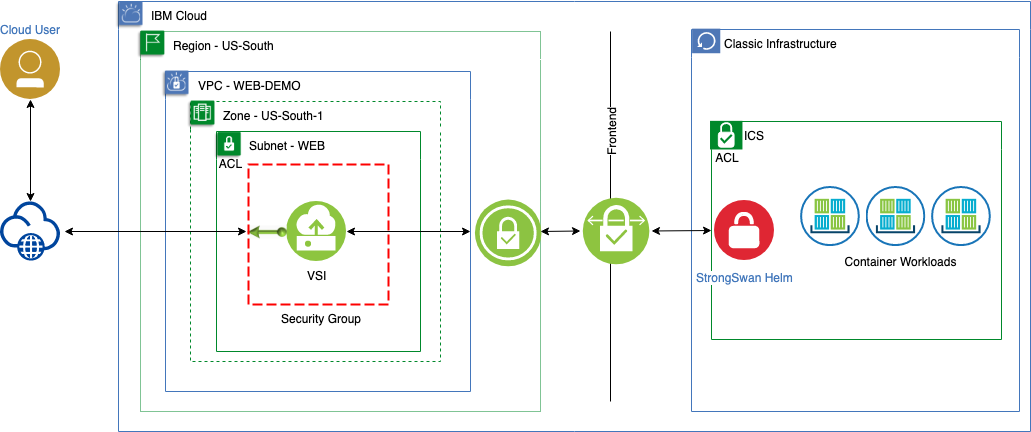 Cloud User
IBM Cloud
Region - US-South
VPC - WEB-DEMO
Zone - US-South-1
Subnet - WEB
ACL
VSI
Security Group
Frontend
Classic Infrastructure
ICS
ACL
StrongSwan Helm
Container Workloads